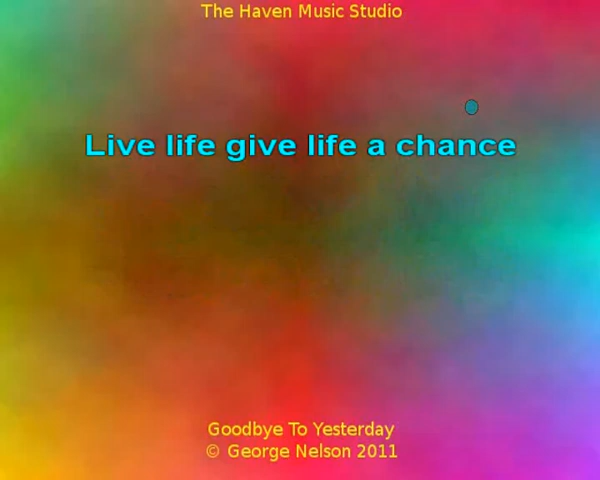 The Haven Music Studio
Live life give life a chance
Goodbye To Yesterday
© George Nelson 2011